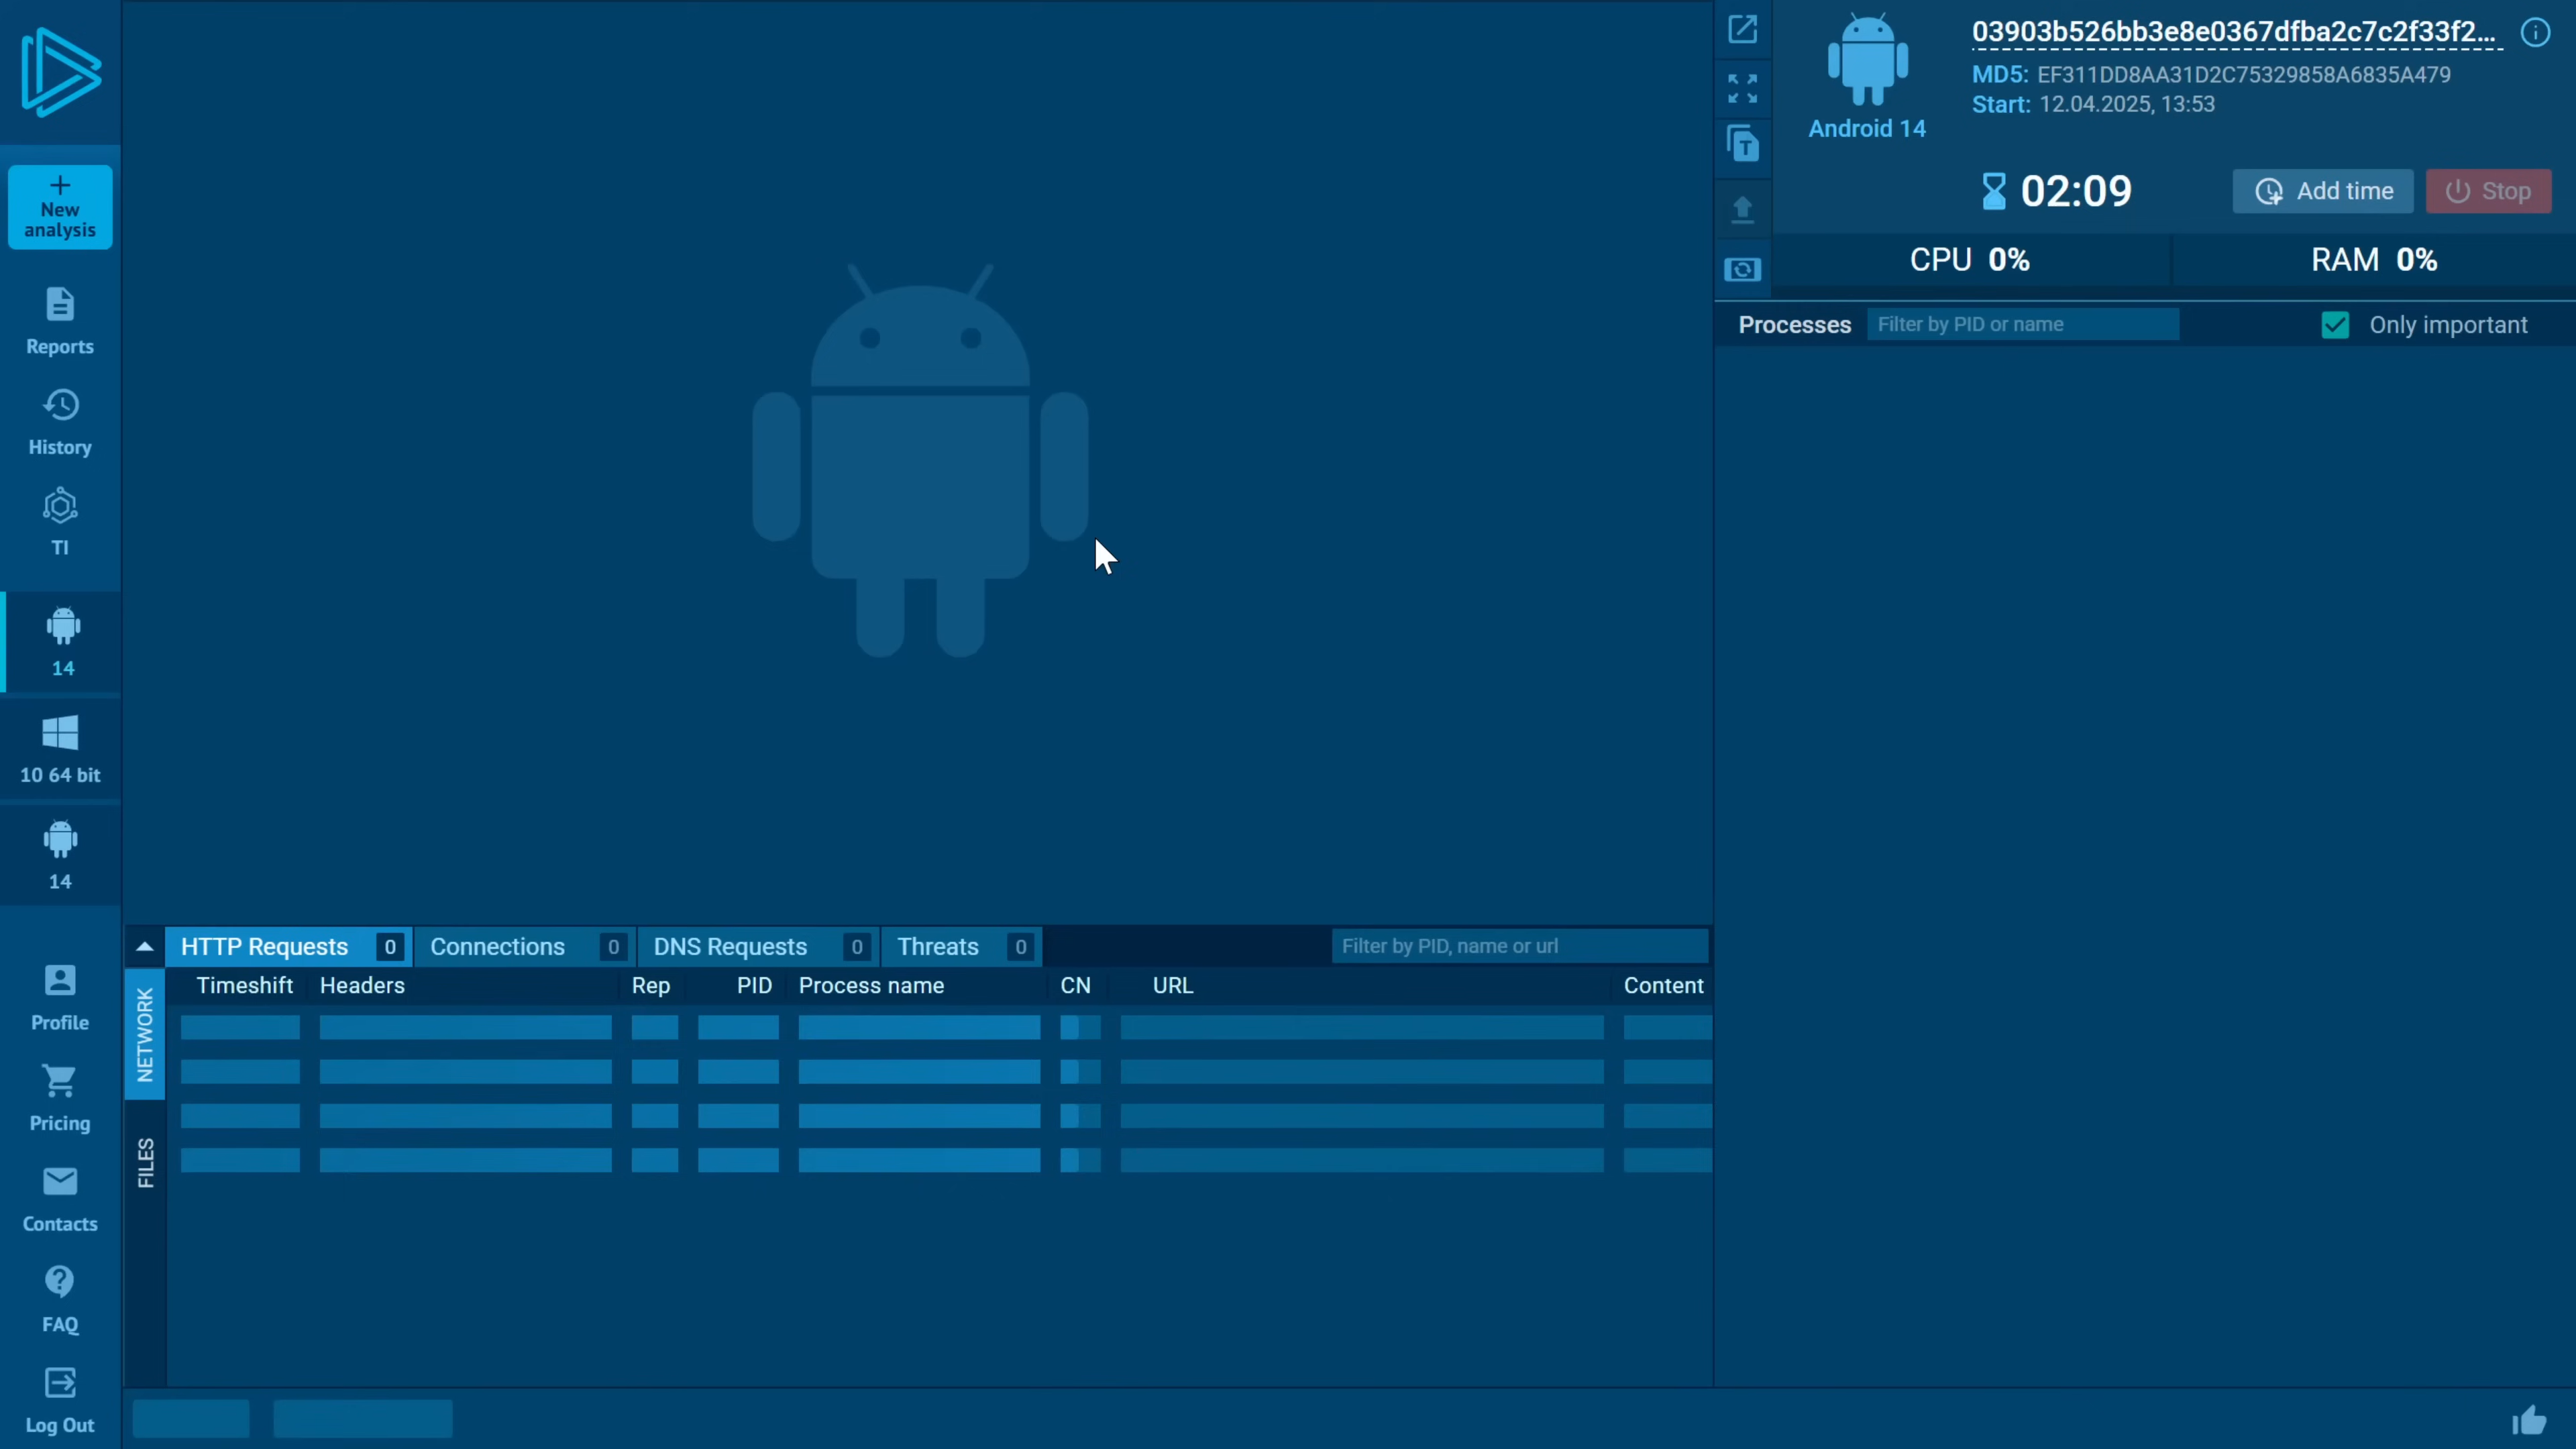 New
analysis
Reports
History
TI
14
10 64 bit
14
Profile
Pricing
Contacts
FAQ
Log Out
HTTP Requests 0 Connections 0 DNS Requests 0 Threats 0 Filter by PID, name or url
NETWORK
FILES
Timeshift Headers Rep PID Process name CN URL Content
T
Android 14
03903b526bb3e8e0367dfba2c7c2f33f2...
MD5: EF311DD8AA31D2C75329858A6835A479
Start: 12.04.2025, 13:53
02:09 Add time Stop
CPU 0% RAM 0%
Processes Filter by PID or name Only important